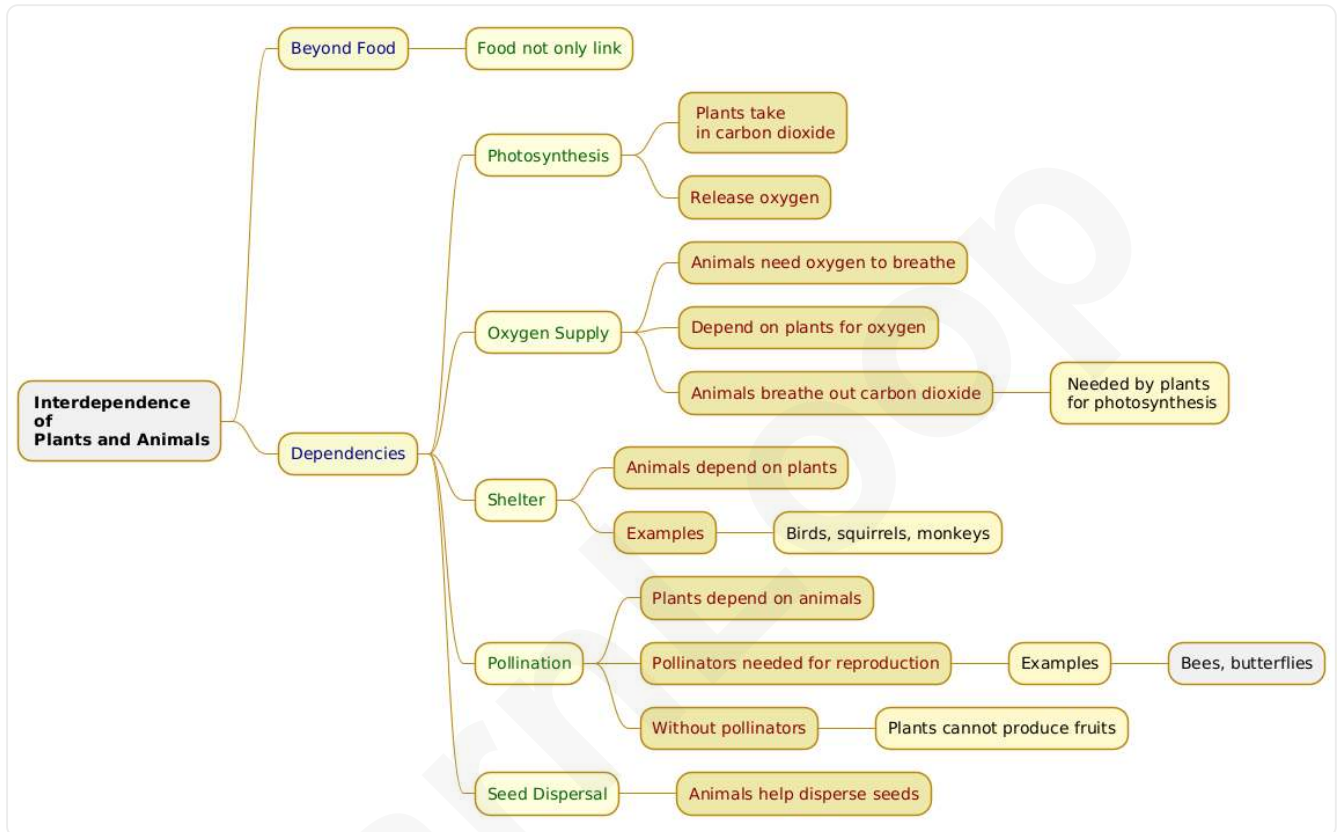 Interdependence
of
Plants and Animals
Beyond Food
Food not only link
Dependencies
Photosynthesis
Plants take
in carbon dioxide
Release oxygen
Oxygen Supply
Animals need oxygen to breathe
Depend on plants for oxygen
Animals breathe out carbon dioxide
Needed by plants
for photosynthesis
Shelter
Animals depend on plants
Examples
Birds, squirrels, monkeys
Pollination
Plants depend on animals
Pollinators needed for reproduction
Examples
Bees, butterflies
Without pollinators
Plants cannot produce fruits
Seed Dispersal
Animals help disperse seeds